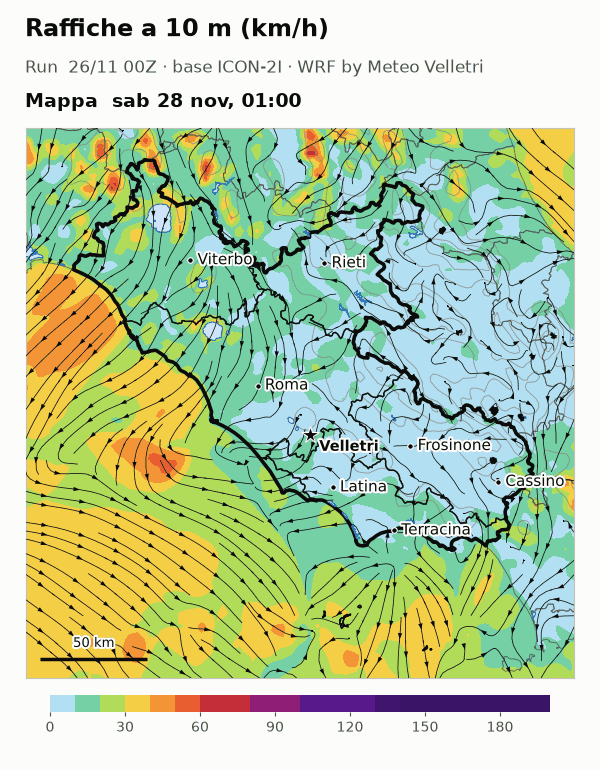 Raffiche a 10 m (km/h)
Run 26/11 00Z · base ICON-2I · WRF by Meteo Velletri
Mappa sab 28 nov, 01:00
Viterbo
Rieti
Roma
Velletri
Frosinone
Cassino
Latina
Terracina
50 km
0 30 60 90 120 150 180